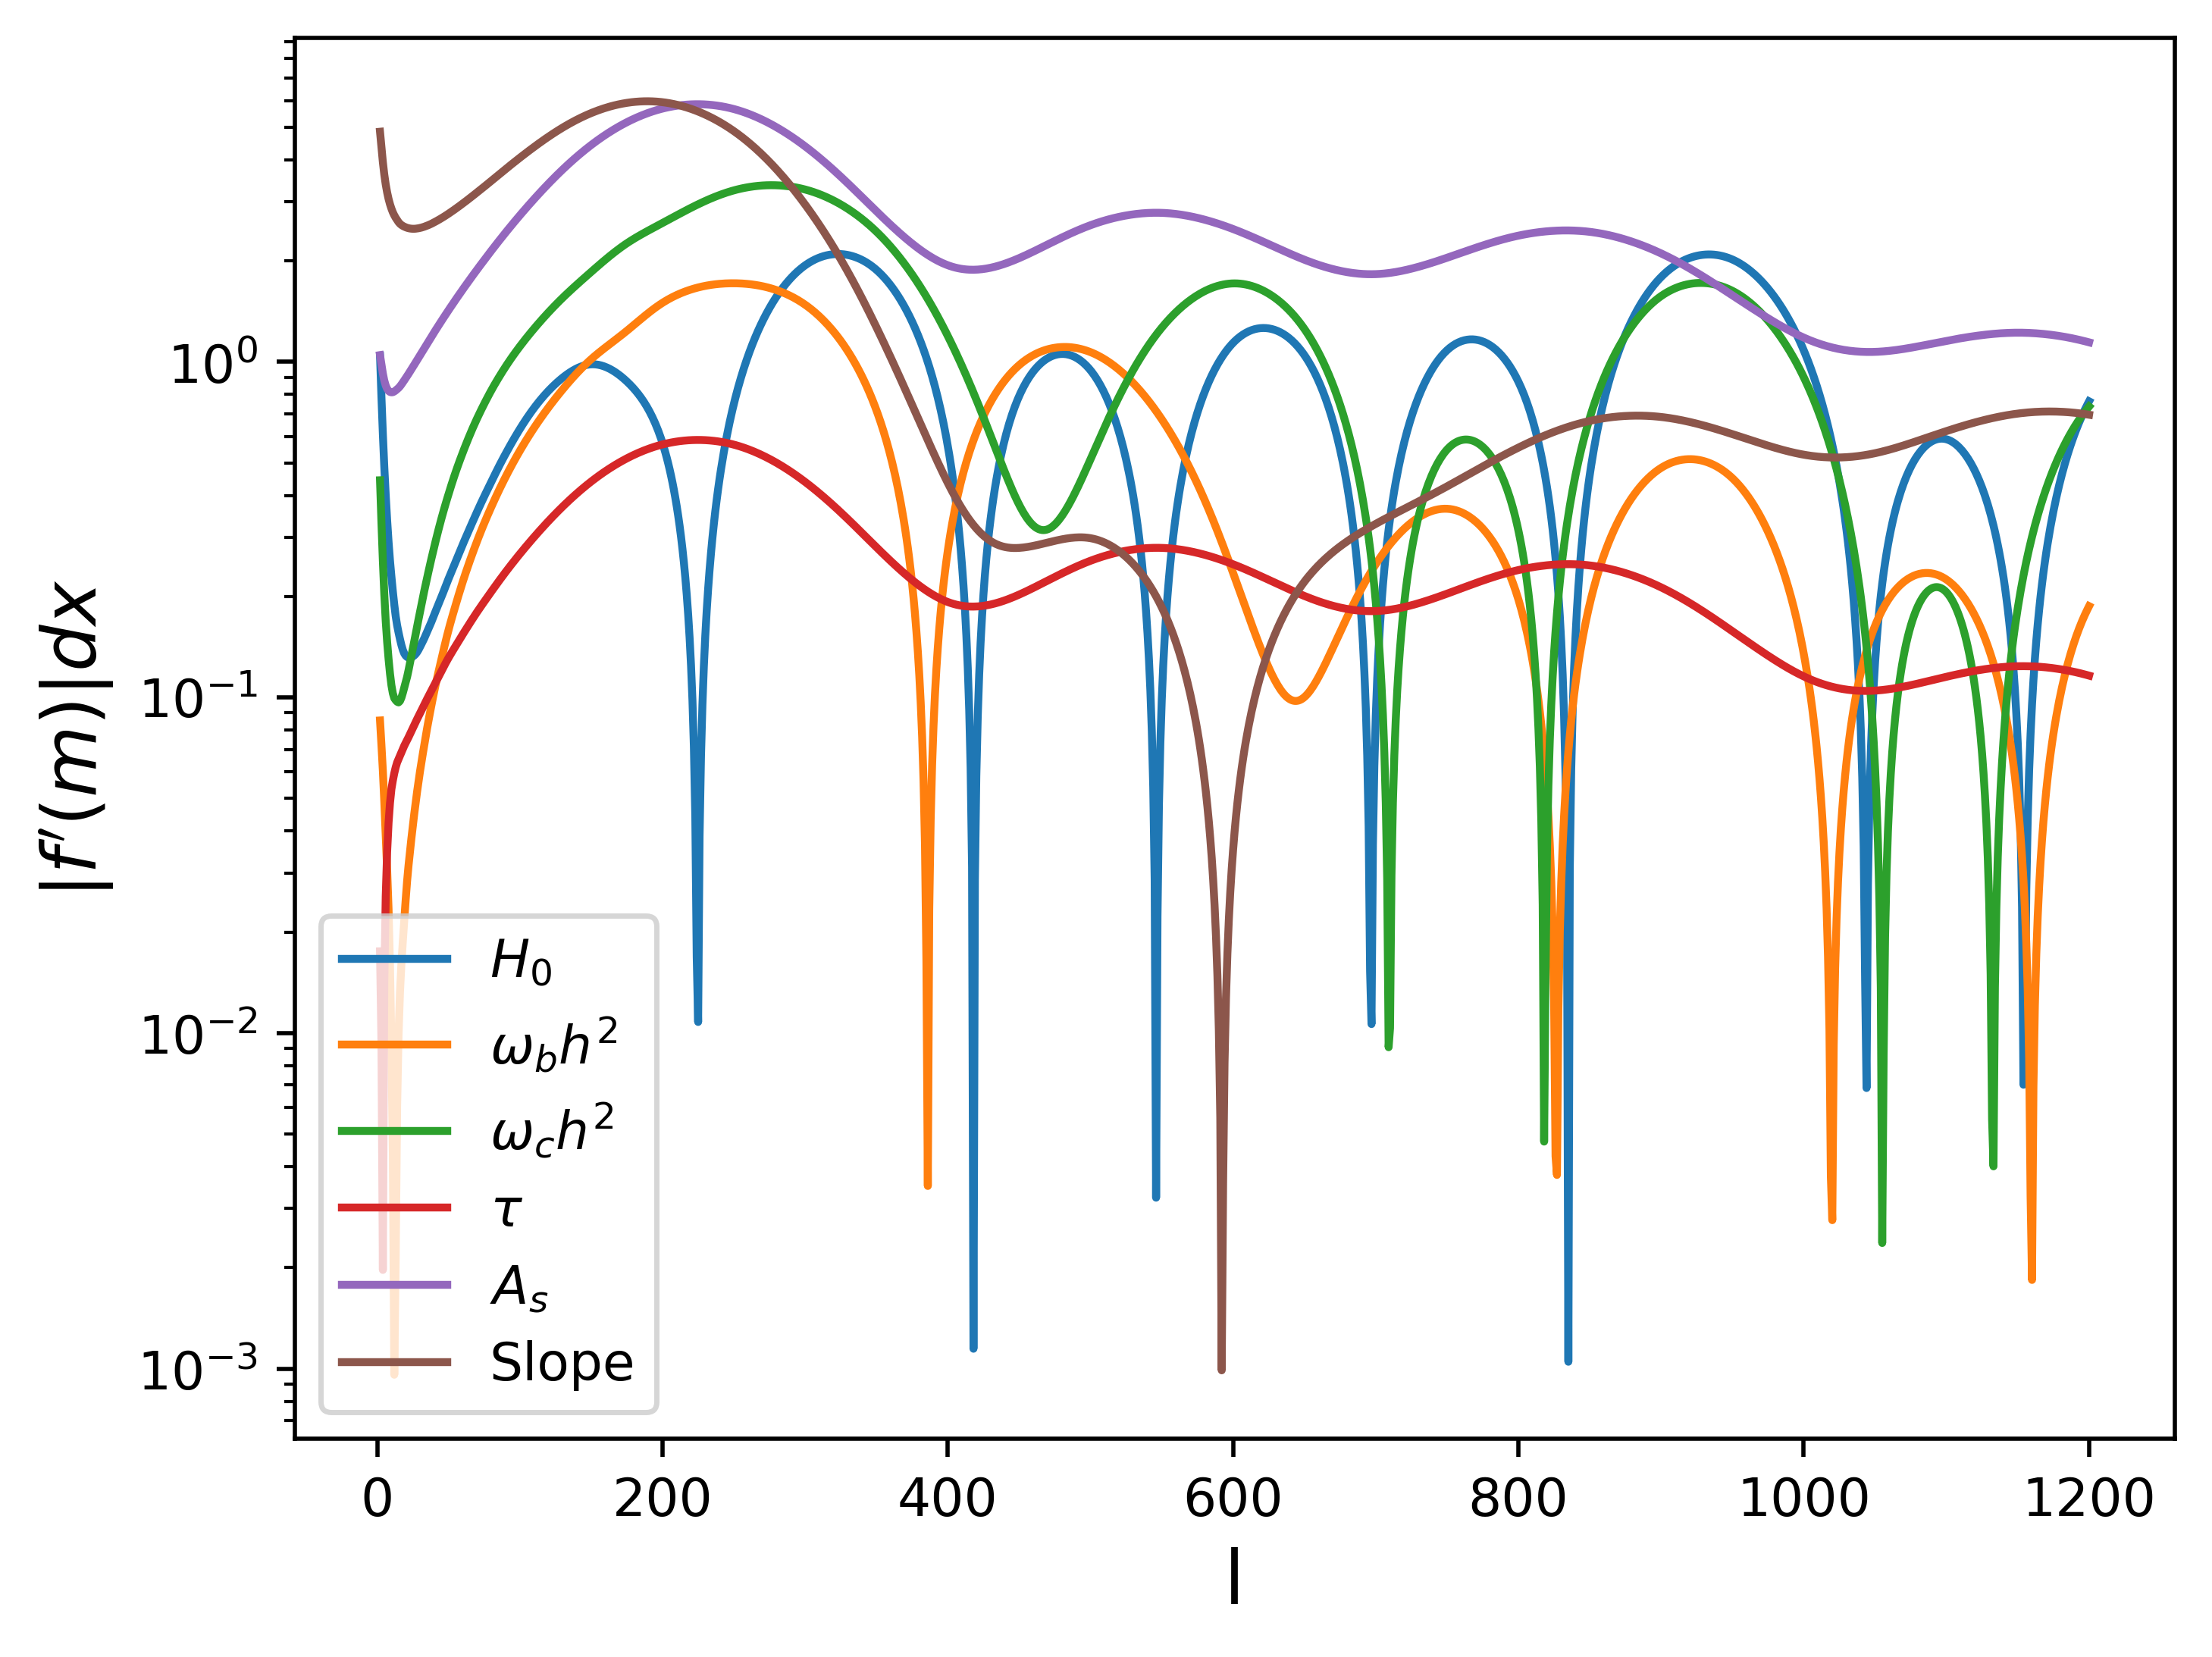 |f′(m)|dx
10⁰
10⁻¹
10⁻²
10⁻³
H₀
ω_b h²
ω_c h²
τ
A_s
Slope
0 200 400 600 800 1000 1200
l